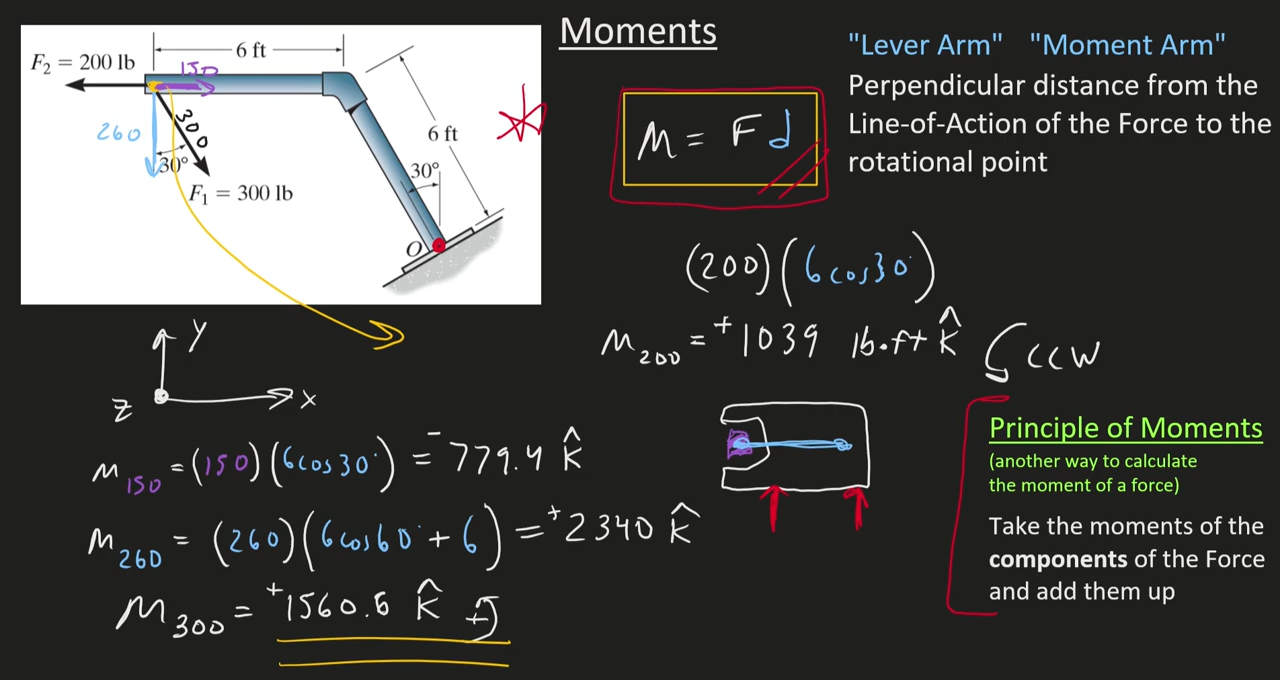 Moments
"Lever Arm" "Moment Arm"
Perpendicular distance from the
Line-of-Action of the Force to the
rotational point
M = Fd
6 ft
F₂ = 200 lb
150
260
300
30°
F₁ = 300 lb
6 ft
30°
O
(200)(6cos30°)
M₂₀₀ = +1039 lb·ft k̂ CCW
Y
Z
X
M₁₅₀ = (150)(6cos30°) = -779.4 k̂
M₂₆₀ = (260)(6cos60° + 6) = +2340 k̂
M₃₀₀ = +1560.6 k̂
Principle of Moments
(another way to calculate
the moment of a force)
Take the moments of the
components of the Force
and add them up